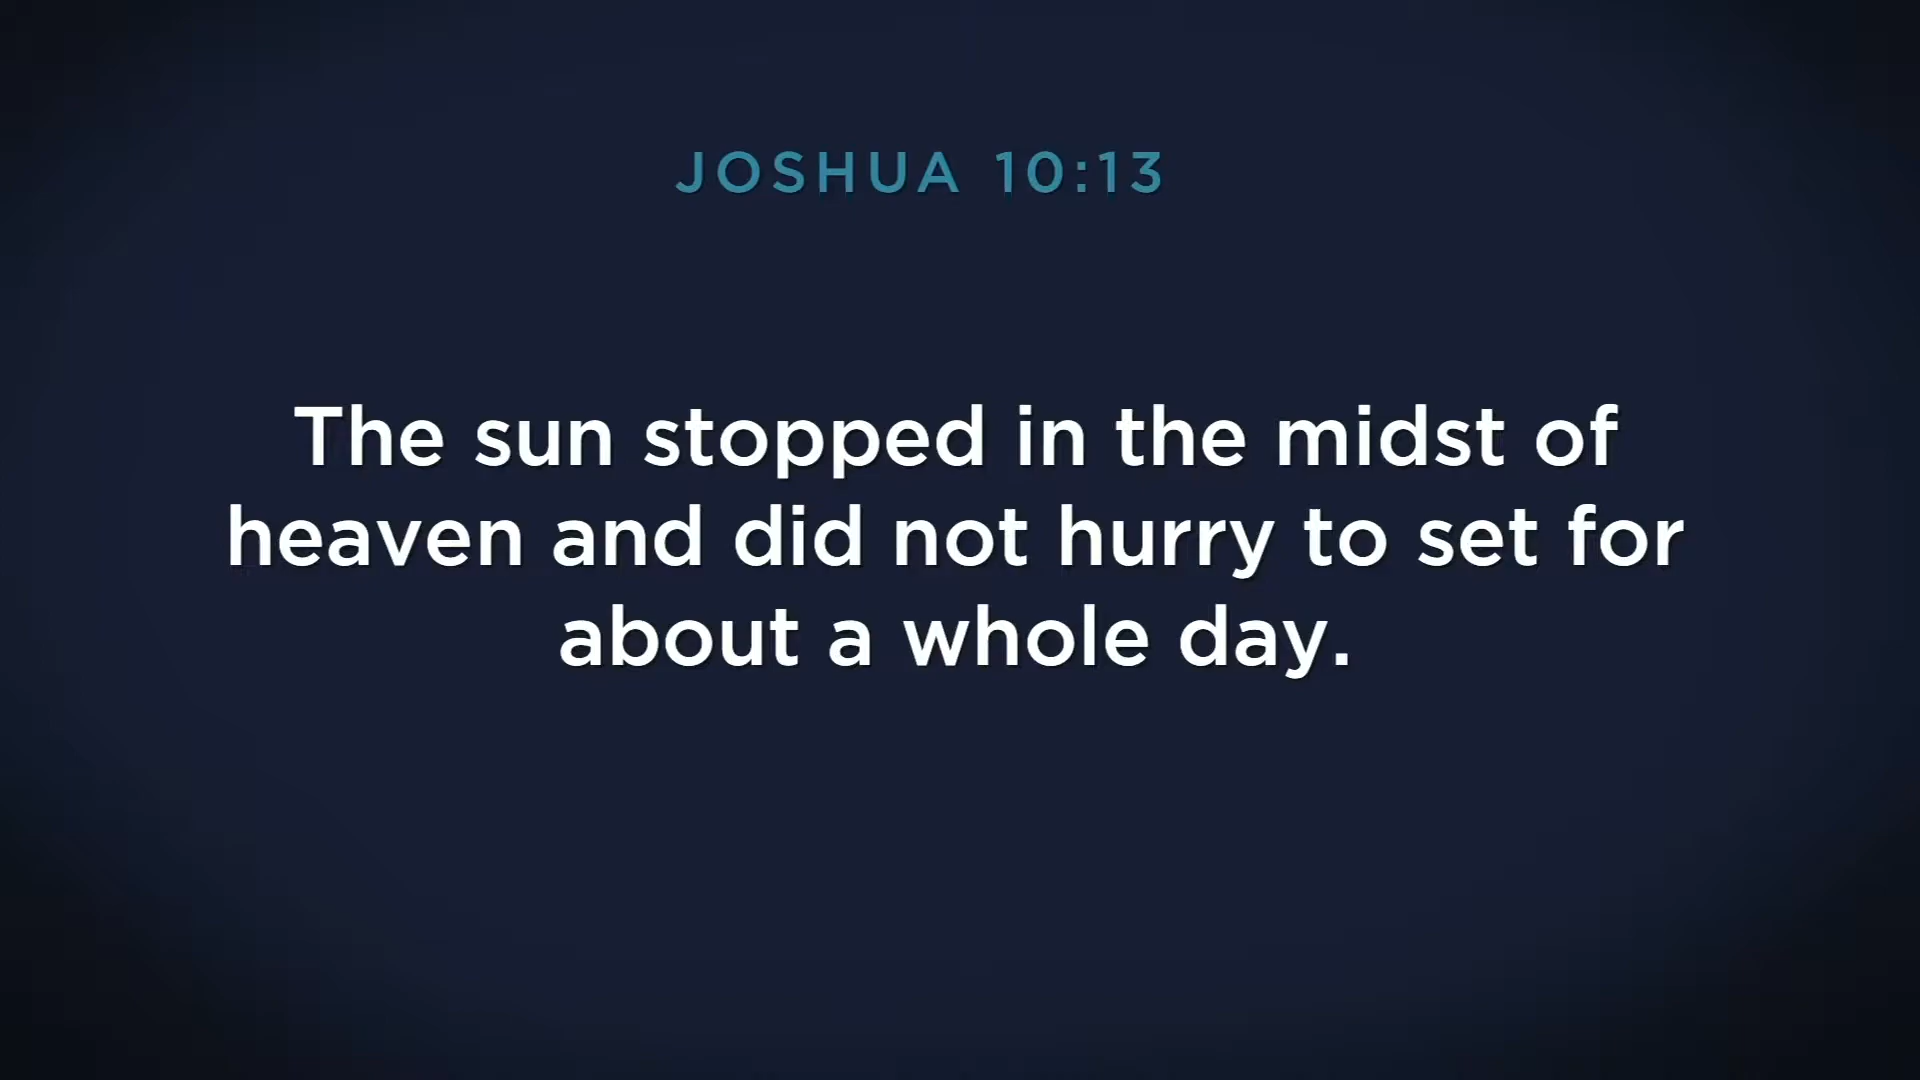 JOSHUA 10:13
The sun stopped in the midst of
heaven and did not hurry to set for
about a whole day.